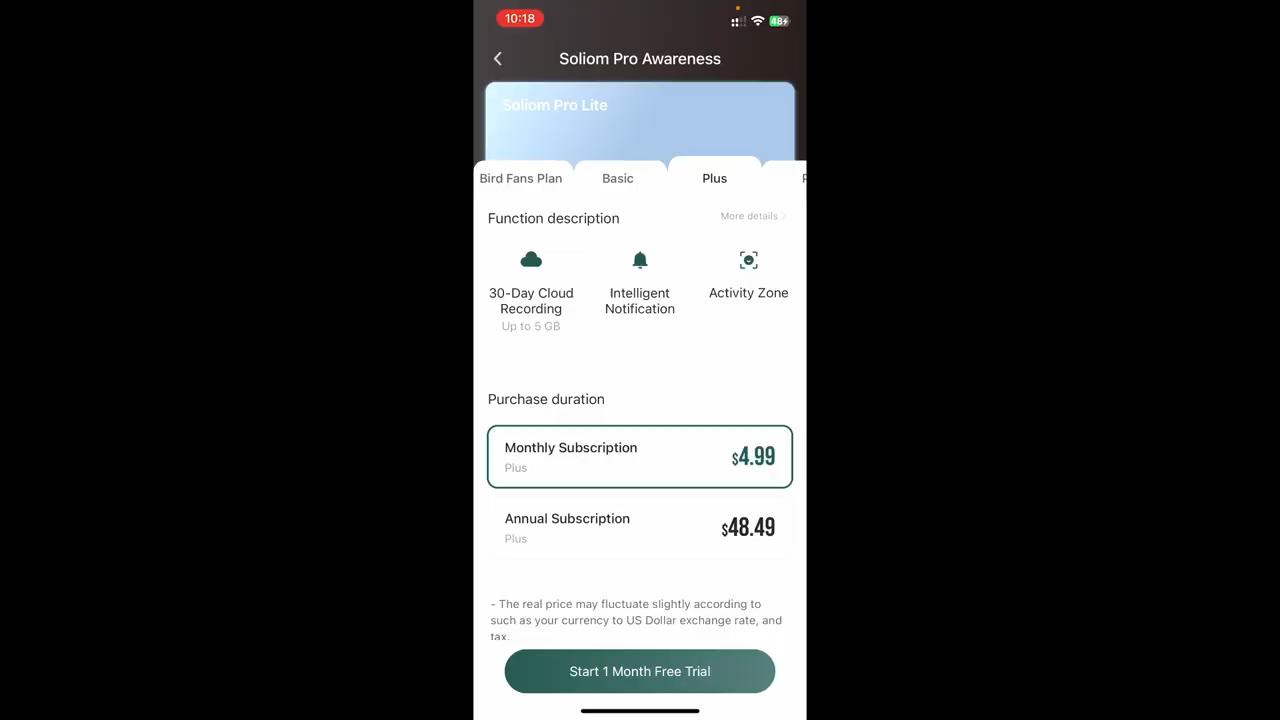 10:18
48
Soliom Pro Awareness
Soliom Pro Lite
Bird Fans Plan
Basic
Plus
Function description
More details
30-Day Cloud
Recording
Up to 5 GB
Intelligent
Notification
Activity Zone
Purchase duration
Monthly Subscription
$4.99
Plus
Annual Subscription
$48.49
Plus
- The real price may fluctuate slightly according to
such as your currency to US Dollar exchange rate, and
tax.
Start 1 Month Free Trial